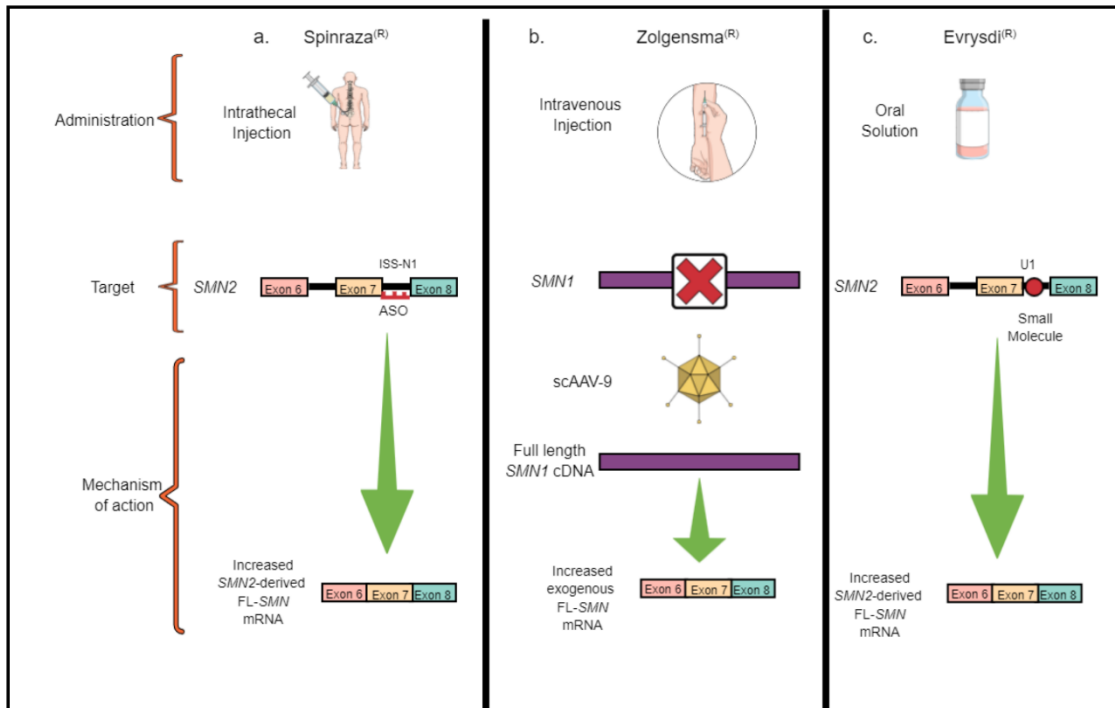 a. Spinraza(R)
b. Zolgensma(R)
c. Evrysdi(R)
Administration
Intrathecal
Injection
Intravenous
Injection
Oral
Solution
Target
SMN2
Exon 6
Exon 7
ISS-N1
ASO
Exon 8
SMN1
SMN2
Exon 6
Exon 7
U1
Exon 8
Small
Molecule
Mechanism
of action
scAAV-9
Full length
SMN1 cDNA
Increased
SMN2-derived
FL-SMN
mRNA
Exon 6 Exon 7 Exon 8
Increased
exogenous
FL-SMN
mRNA
Exon 6 Exon 7 Exon 8
Increased
SMN2-derived
FL-SMN
mRNA
Exon 6 Exon 7 Exon 8